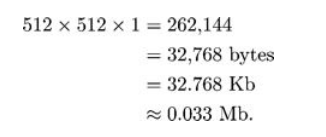 512 × 512 × 1 = 262,144
= 32,768 bytes
= 32.768 Kb
≈ 0.033 Mb.